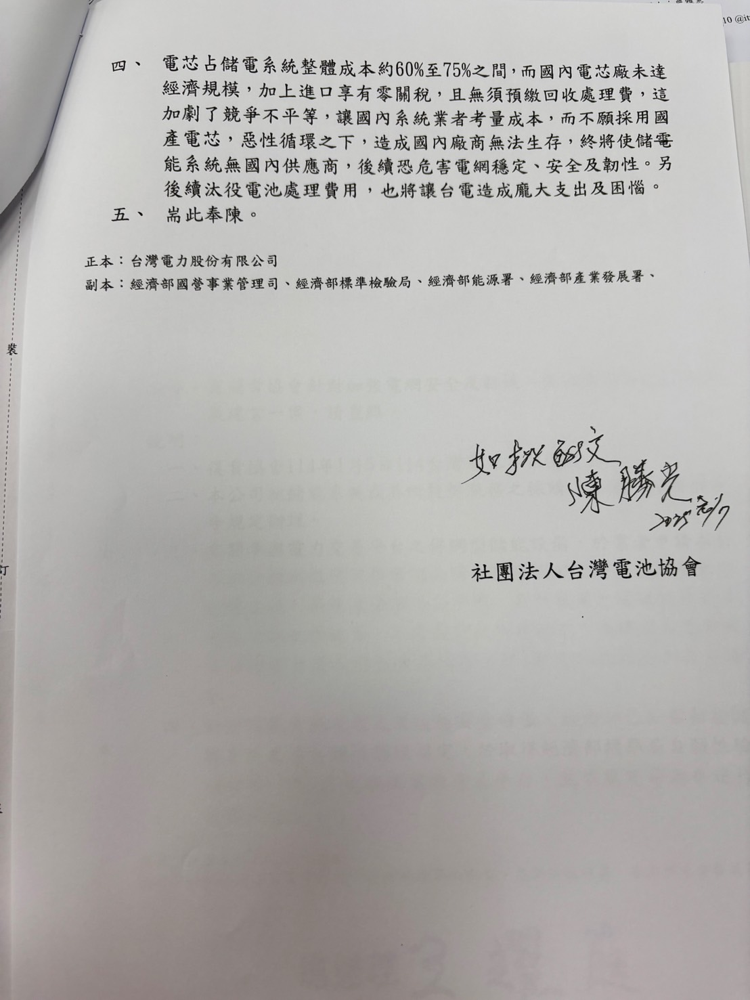 10 @it
四、 電芯占儲電系統整體成本約60%至75%之間，而國內電芯廠未達
經濟規模，加上進口享有零關稅，且無須預繳回收處理費，這
加劇了競爭不平等，讓國內系統業者考量成本，而不願採用國
產電芯，惡性循環之下，造成國內廠商無法生存，終將使儲電
能系統無國內供應商，後續恐危害電網穩定、安全及韌性。另
後續汰役電池處理費用，也將讓台電造成龐大支出及困惱。
五、 耑此奉陳。
正本：台灣電力股份有限公司
副本：經濟部國營事業管理司、經濟部標準檢驗局、經濟部能源署、經濟部產業發展署、
裝
如擬發文
陳勝光
2025
社團法人台灣電池協會
訂